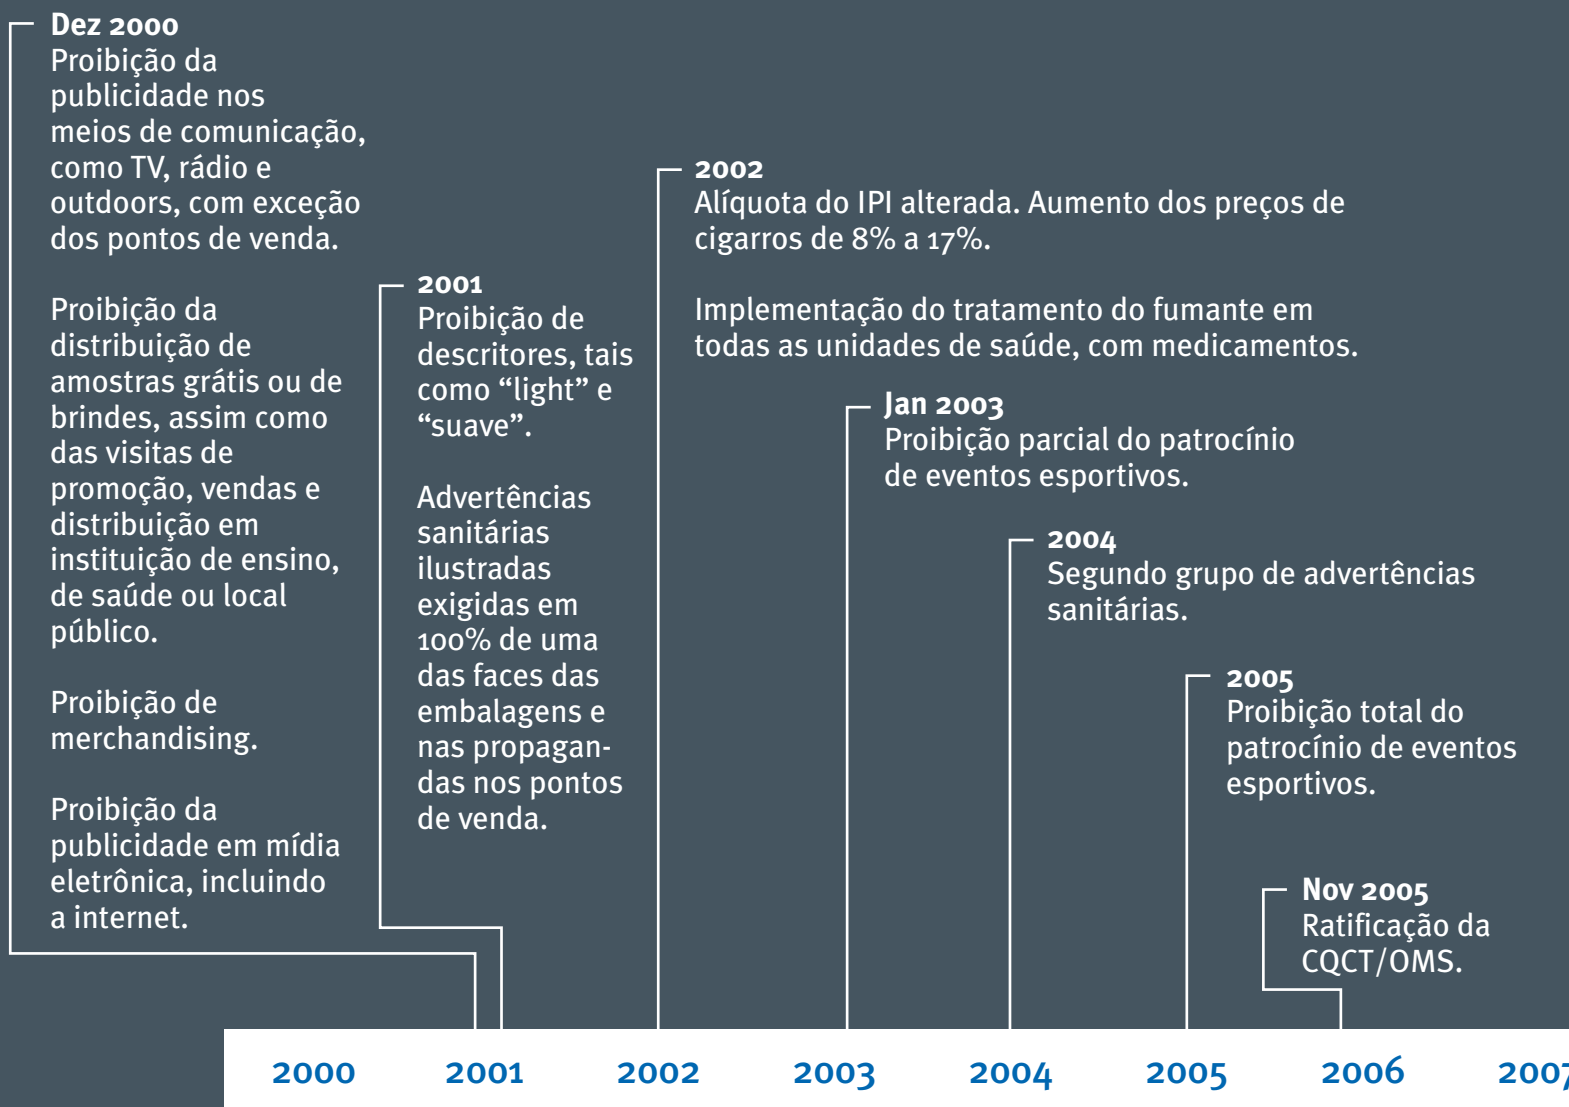 Dez 2000
Proibição da
publicidade nos
meios de comunicação,
como TV, rádio e
outdoors, com exceção
dos pontos de venda.
Proibição da
distribuição de
amostras grátis ou de
brindes, assim como
das visitas de
promoção, vendas e
distribuição em
instituição de ensino,
de saúde ou local
público.
Proibição de
merchandising.
Proibição da
publicidade em mídia
eletrônica, incluindo
a internet.
2001
Proibição de
descritores, tais
como “light” e
“suave”.
Advertências
sanitárias
ilustradas
exigidas em
100% de uma
das faces das
embalagens e
nas propagan-
das nos pontos
de venda.
2002
Alíquota do IPI alterada. Aumento dos preços de
cigarros de 8% a 17%.
Implementação do tratamento do fumante em
todas as unidades de saúde, com medicamentos.
Jan 2003
Proibição parcial do patrocínio
de eventos esportivos.
2004
Segundo grupo de advertências
sanitárias.
2005
Proibição total do
patrocínio de eventos
esportivos.
Nov 2005
Ratificação da
CQCT/OMS.
2000 2001 2002 2003 2004 2005 2006 2007